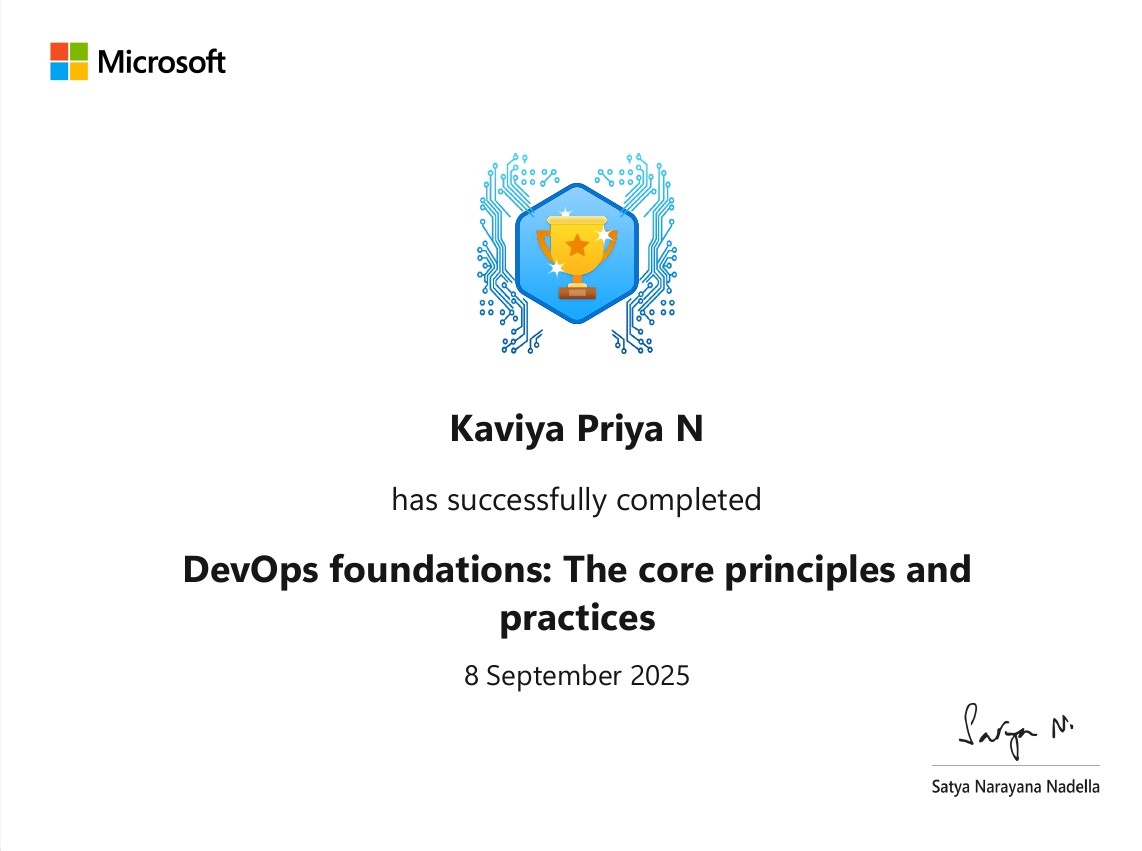 Microsoft
Kaviya Priya N
has successfully completed
DevOps foundations: The core principles and
practices
8 September 2025
Satya N.
Satya Narayana Nadella